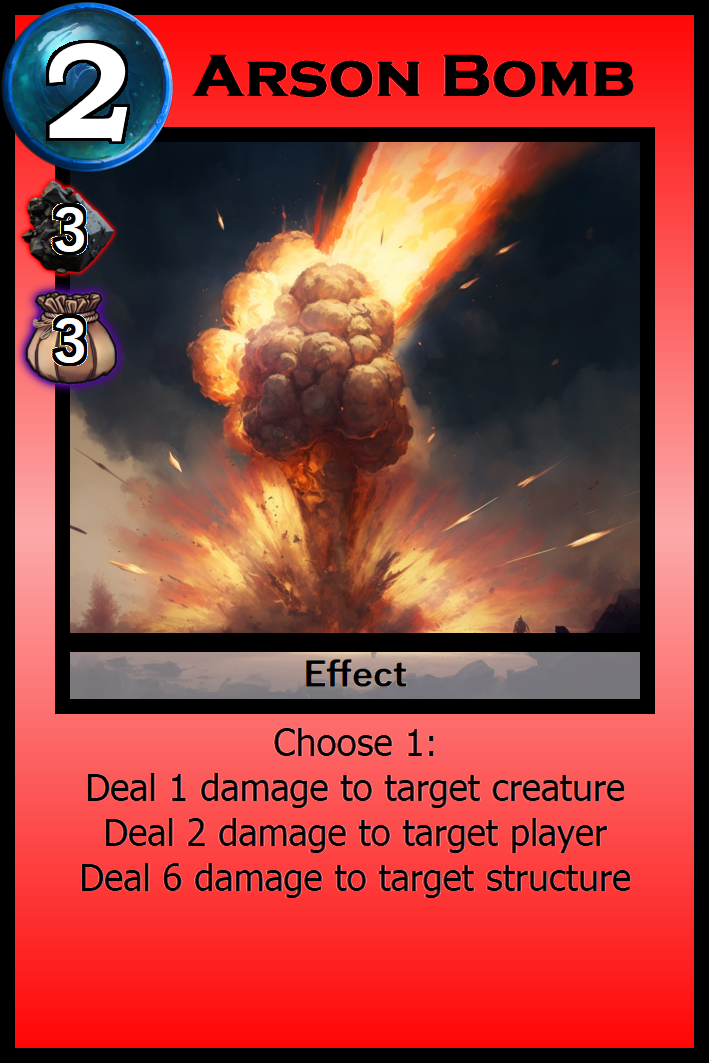 2
Arson Bomb
3
3
Effect
Choose 1:
Deal 1 damage to target creature
Deal 2 damage to target player
Deal 6 damage to target structure